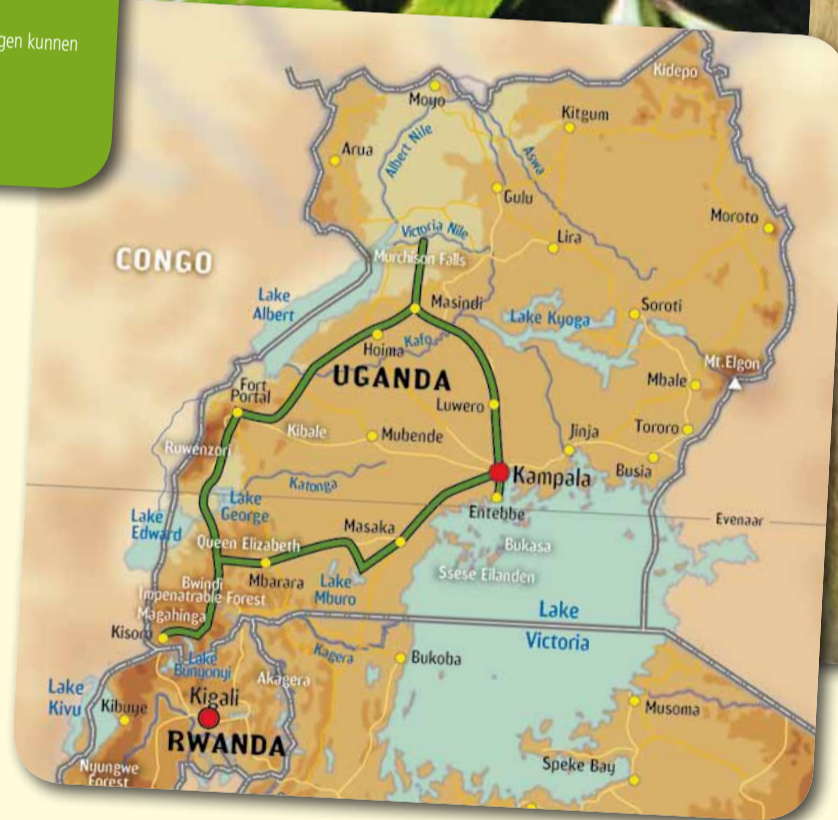 gen kunnen
Kidepo
Moyo
Kitgum
Albert Nile
Aswa
Arua
Gulu
Moroto
Victoria Nile
Lira
CONGO
Murchison Falls
Lake
Albert
Masindi
Soroti
Lake Kyoga
Kafo
Hoima
Mt.Elgon
UGANDA
Mbale
Fort
Portal
Luwero
Kibale
Mubende
Jinja
Tororo
Ruwenzori
Busia
Kampala
Katonga
Lake
George
Entebbe
Evenaar
Lake
Edward
Masaka
Queen Elizabeth
Bukasa
Mbarara
Lake
Mburo
Ssese Eilanden
Bwindi
Impenatrable Forest
Magahinga
Lake
Victoria
Kisoro
Kagera
Bukoba
Lake
Bunyonyi
Akagera
Lake
Kivu
Kibuye
Kigali
Musoma
RWANDA
Nyungwe
Forest
Speke Bay